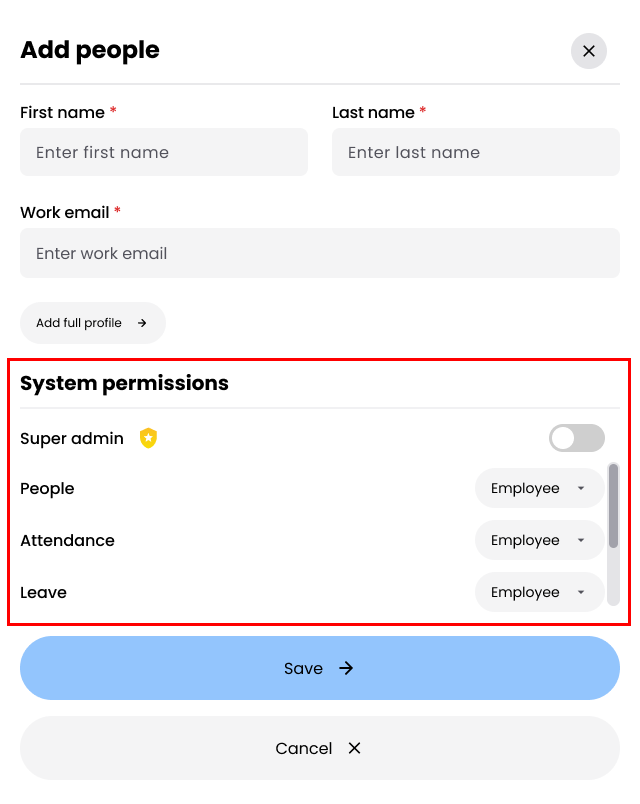 Add people
First name * Last name *
Enter first name Enter last name
Work email *
Enter work email
Add full profile
System permissions
Super admin
People Employee
Attendance Employee
Leave Employee
Save
Cancel